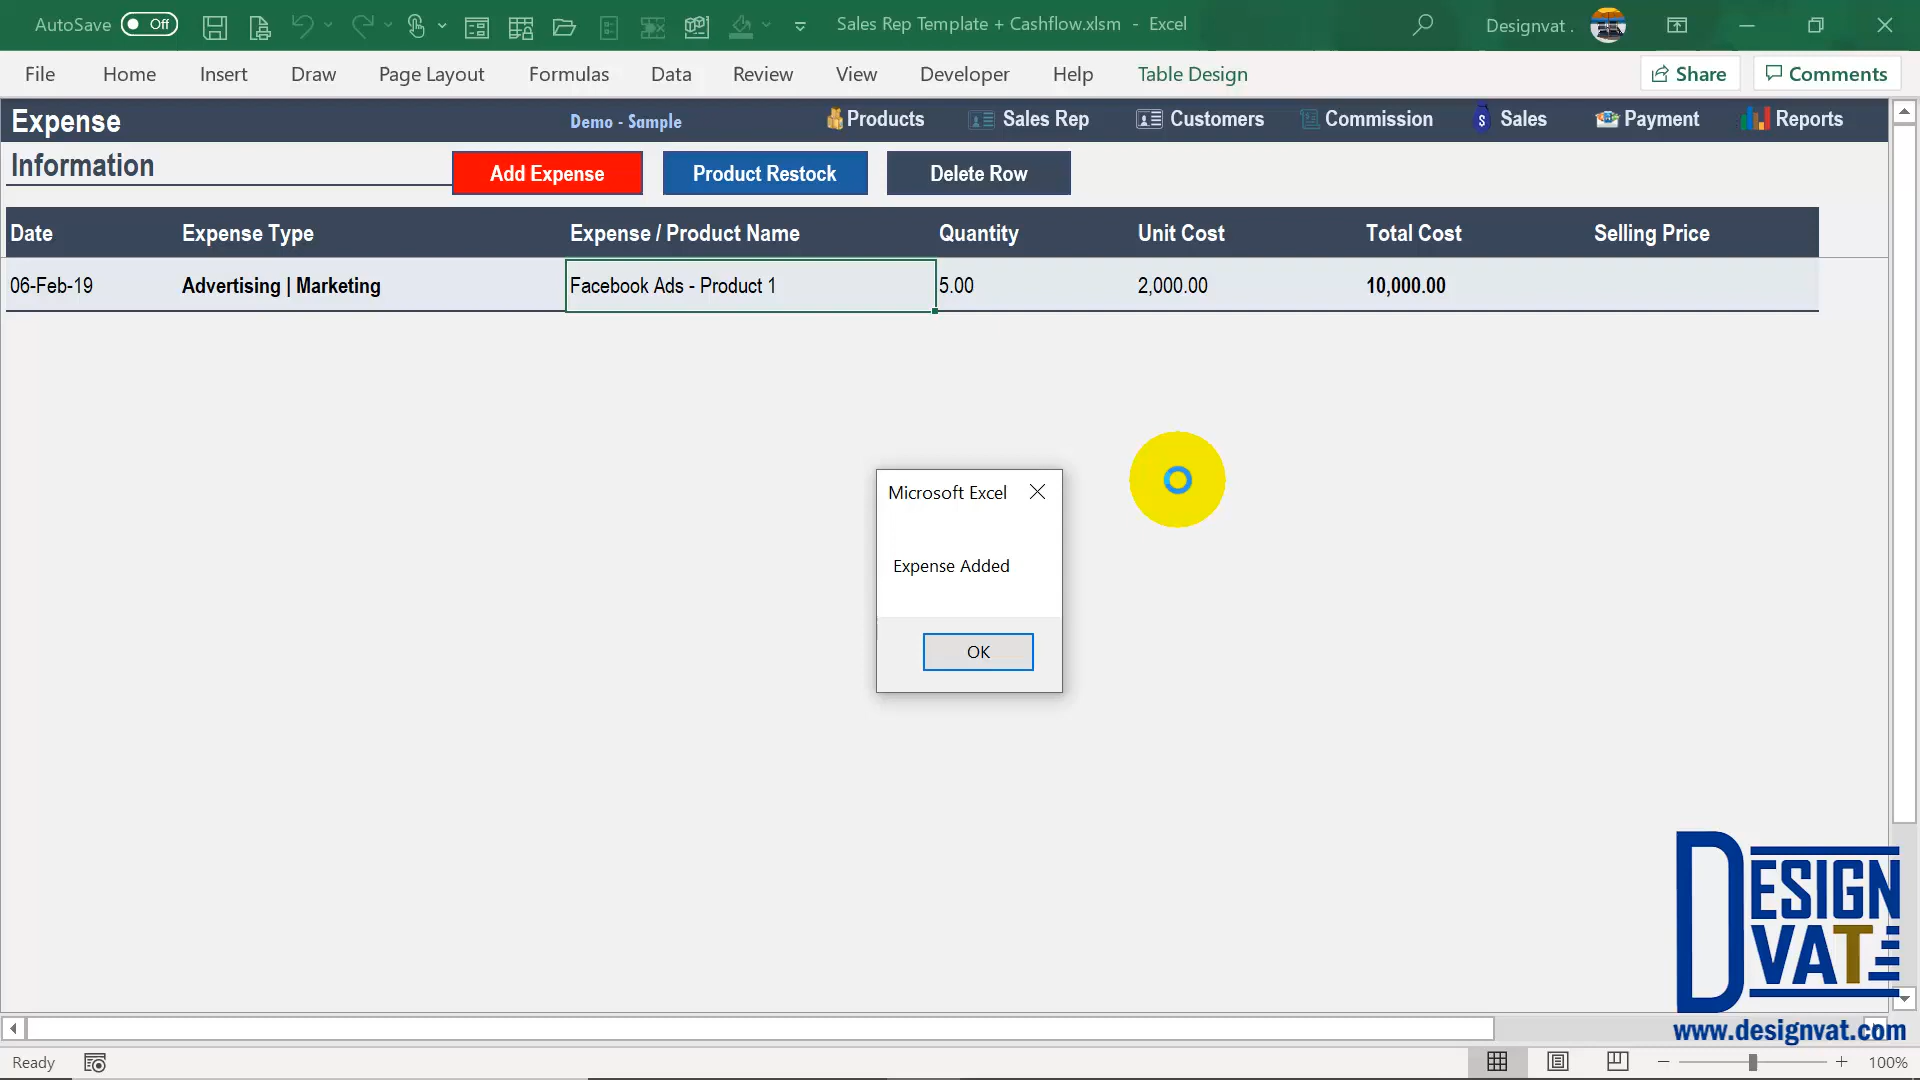 AutoSave Off
Sales Rep Template + Cashflow.xlsm - Excel
Designvat .
File Home Insert Draw Page Layout Formulas Data Review View Developer Help Table Design
Share Comments
Expense
Demo - Sample
Products Sales Rep Customers Commission $ Sales Payment Reports
Information
Add Expense Product Restock Delete Row
Date Expense Type Expense / Product Name Quantity Unit Cost Total Cost Selling Price
06-Feb-19 Advertising | Marketing Facebook Ads - Product 1 5.00 2,000.00 10,000.00
Microsoft Excel
Expense Added
OK
DESIGN
VAT
www.designvat.com
Ready
100%